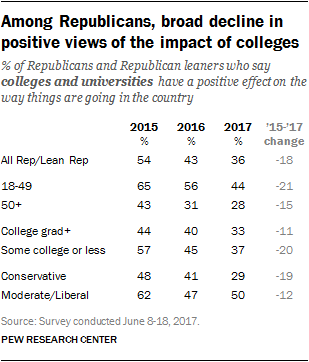 Among Republicans, broad decline in
positive views of the impact of colleges
% of Republicans and Republican leaners who say
colleges and universities have a positive effect on the
way things are going in the country
2015 2016 2017 '15-'17
% % % change
All Rep/Lean Rep 54 43 36 -18
18-49 65 56 44 -21
50+ 43 31 28 -15
College grad+ 44 40 33 -11
Some college or less 57 45 37 -20
Conservative 48 41 29 -19
Moderate/Liberal 62 47 50 -12
Source: Survey conducted June 8-18, 2017.
PEW RESEARCH CENTER